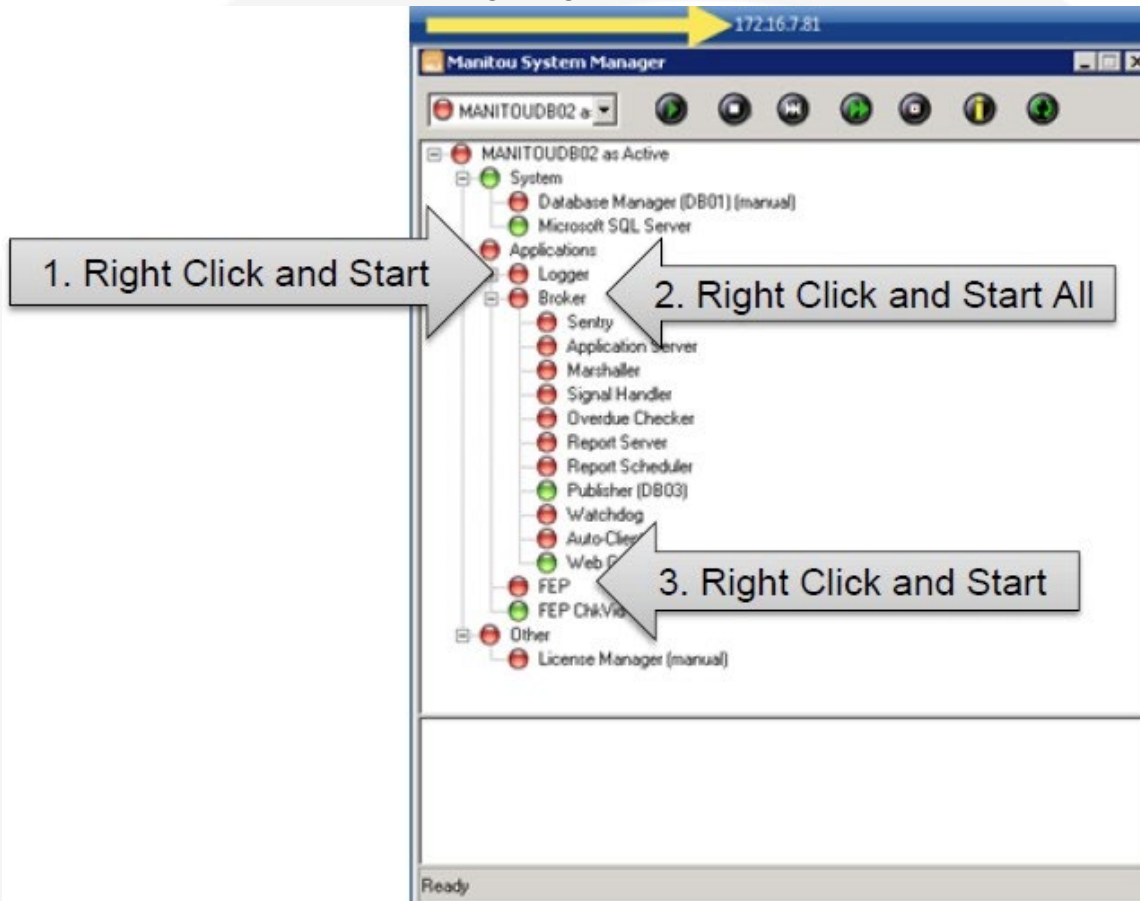 172.16.7.81
Manitou System Manager
MANITOUDB02 a
MANITOUDB02 as Active
System
Database Manager (DB01) (manual)
Microsoft SQL Server
Applications
1. Right Click and Start
Logger
2. Right Click and Start All
Broker
Sentry
Application Server
Marshaller
Signal Handler
Overdue Checker
Report Server
Report Scheduler
Publisher (DB03)
Watchdog
Auto-Clien
Web
3. Right Click and Start
FEP
FEP ChkVid
Other
License Manager (manual)
Ready